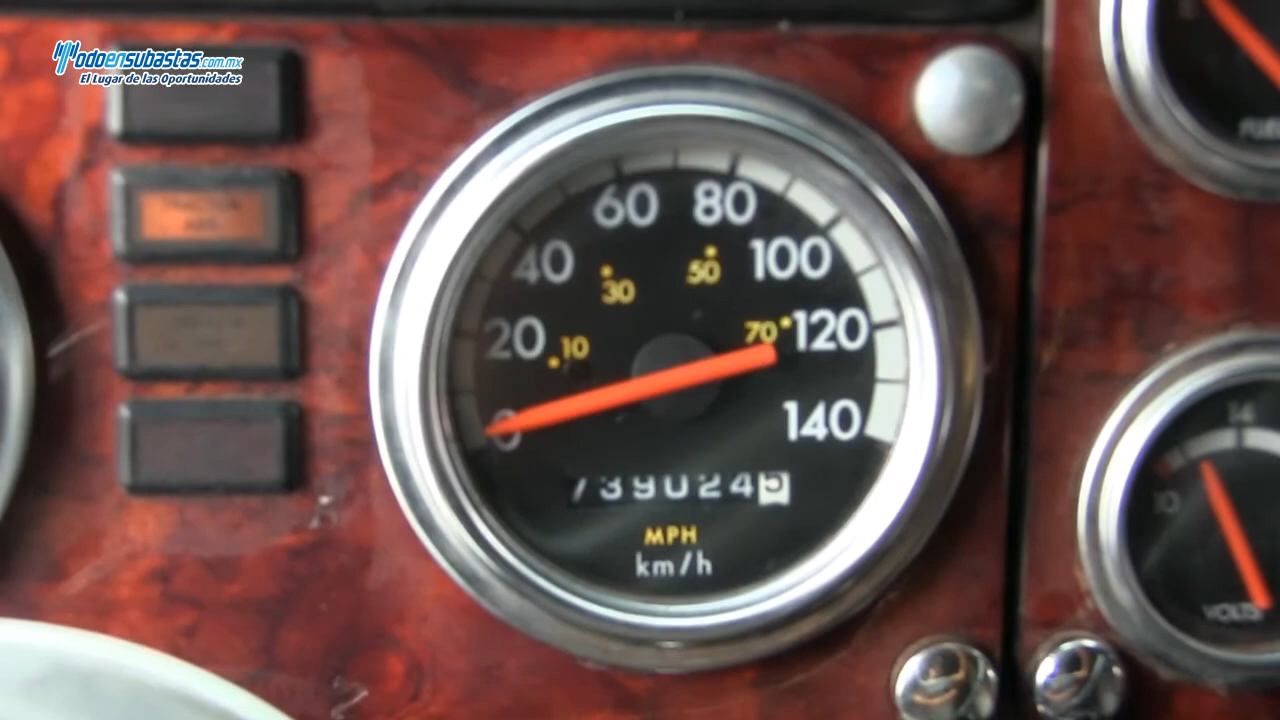 Todoensubastas.com.mx
El Lugar de las Oportunidades
60 80
40 100
30 50
20 120
10 70
0 140
7390245
MPH
km/h
14
10
VOLTS